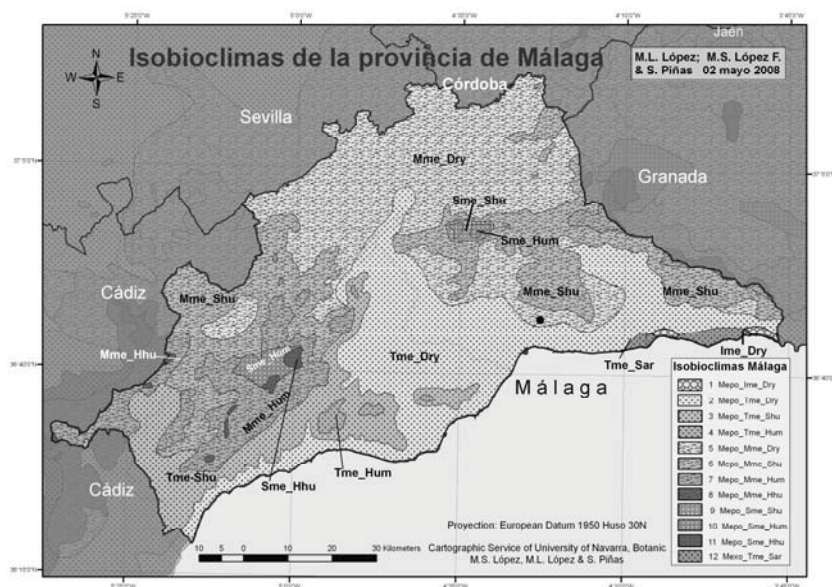 Isobioclimas de la provincia de Málaga
M.L. López; M.S. López F.
& S. Piñas 02 mayo 2008
N
W E
S
Jaén
Córdoba
Sevilla
Granada
Cádiz
Cádiz
Málaga
Mme_Dry
Sme_Shu
Sme_Hum
Mme_Shu
Mme_Shu
Mme_Shu
Mme_Hhu
Sme_Hum
Tme_Dry
Mme_Hum
Tme-Shu
Sme_Hhu
Tme_Hum
Tme_Sar
Ime_Dry
Isobioclimas Málaga
1 Mepo_Ime_Dry
2 Mepo_Tme_Dry
3 Mepo_Tme_Shu
4 Mepo_Tme_Hum
5 Mepo_Mme_Dry
6 Mepo_Mme_Shu
7 Mepo_Mme_Hum
8 Mepo_Mme_Hhu
9 Mepo_Sme_Shu
10 Mepo_Sme_Hum
11 Mepo_Sme_Hhu
12 Mexo_Tme_Sar
Proyection: European Datum 1950 Huso 30N
10 5 0 10 20 30 Kilometers
Cartographic Service of University of Navarra, Botanic
M.S. López, M.L. López & S. Piñas